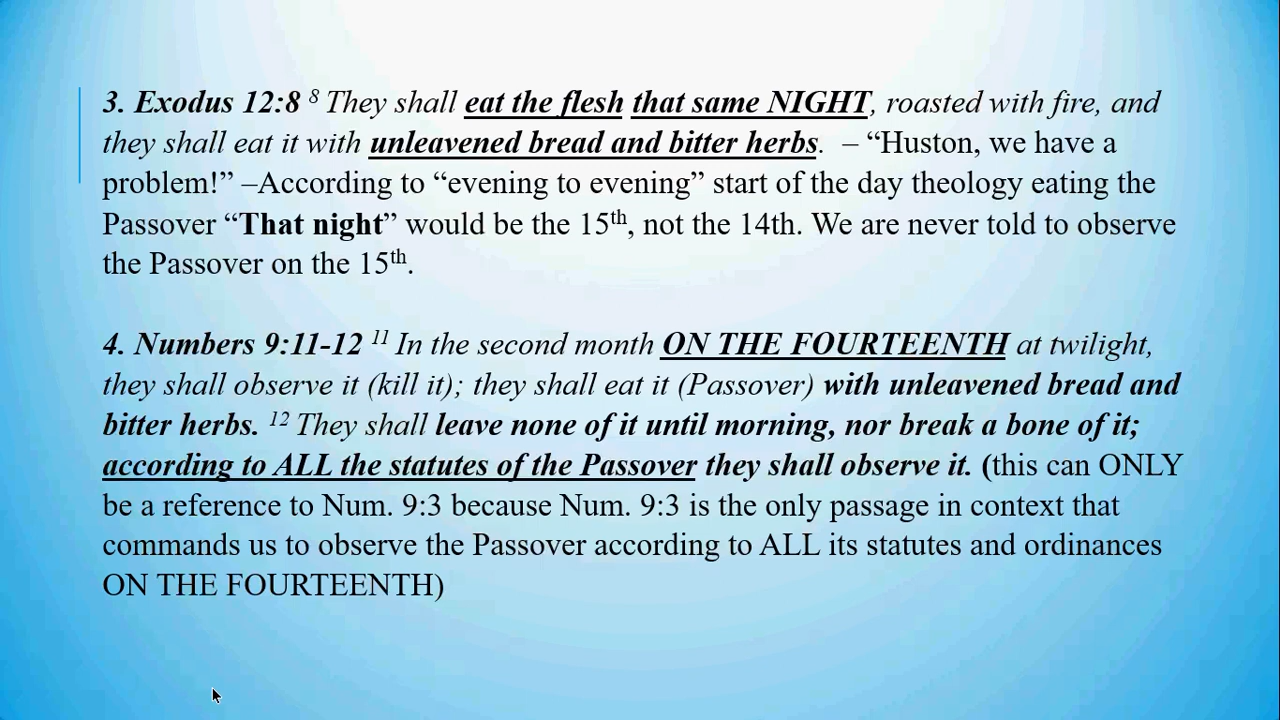 3. Exodus 12:8 8 They shall eat the flesh that same NIGHT, roasted with fire, and
they shall eat it with unleavened bread and bitter herbs. – “Huston, we have a
problem!” –According to “evening to evening” start of the day theology eating the
Passover “That night” would be the 15th, not the 14th. We are never told to observe
the Passover on the 15th.
4. Numbers 9:11-12 11 In the second month ON THE FOURTEENTH at twilight,
they shall observe it (kill it); they shall eat it (Passover) with unleavened bread and
bitter herbs. 12 They shall leave none of it until morning, nor break a bone of it;
according to ALL the statutes of the Passover they shall observe it. (this can ONLY
be a reference to Num. 9:3 because Num. 9:3 is the only passage in context that
commands us to observe the Passover according to ALL its statutes and ordinances
ON THE FOURTEENTH)